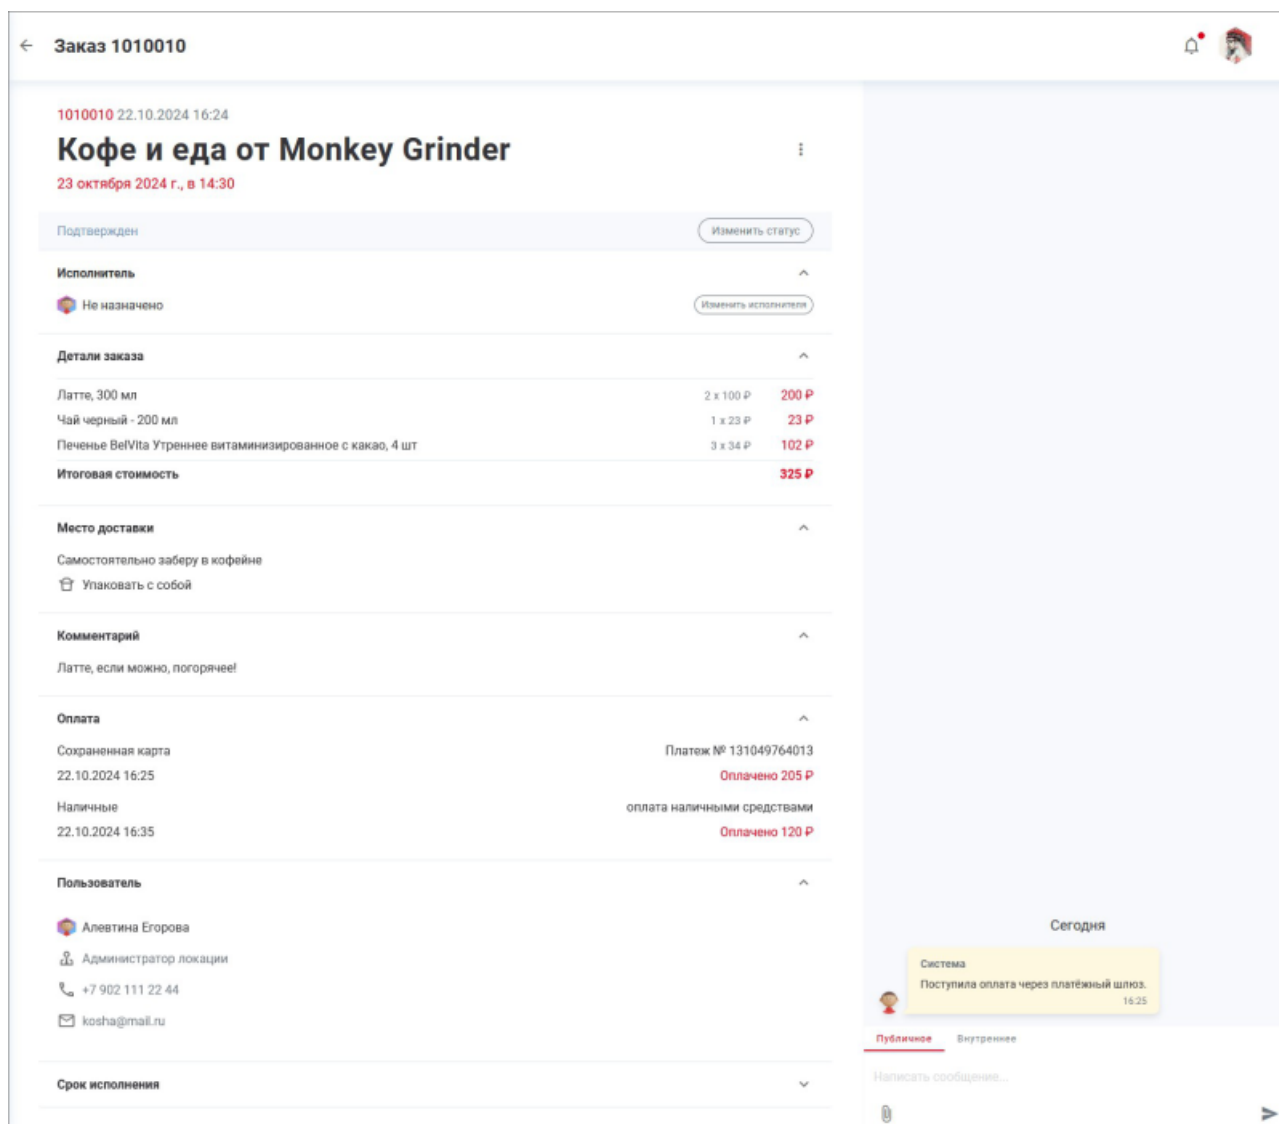 Заказ 1010010
1010010 22.10.2024 16:24
Кофе и еда от Monkey Grinder
23 октября 2024 г., в 14:30
Подтвержден
Изменить статус
Исполнитель
Не назначено
Изменить исполнителя
Детали заказа
Латте, 300 мл 2 x 100 ₽ 200 ₽
Чай черный - 200 мл 1 x 23 ₽ 23 ₽
Печенье BelVita Утреннее витаминизированное с какао, 4 шт 3 x 34 ₽ 102 ₽
Итоговая стоимость 325 ₽
Место доставки
Самостоятельно заберу в кофейне
Упаковать с собой
Комментарий
Латте, если можно, погорячее!
Оплата
Сохраненная карта Платеж № 131049764013
22.10.2024 16:25 Оплачено 205 ₽
Наличные оплата наличными средствами
22.10.2024 16:35 Оплачено 120 ₽
Пользователь
Алевтина Егорова
Администратор локации
+7 902 111 22 44
kosha@mail.ru
Срок исполнения
Сегодня
Система
Поступила оплата через платёжный шлюз.
16:25
Публичное Внутреннее
Написать сообщение...